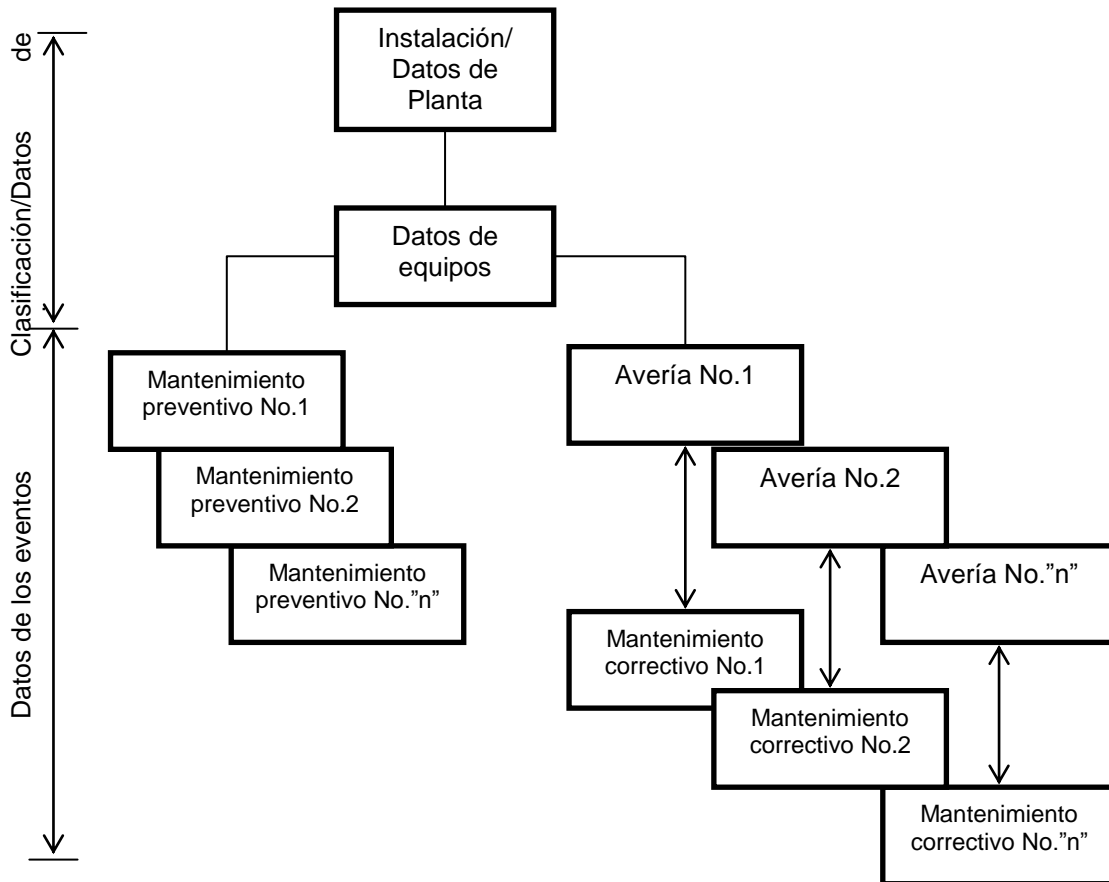 Instalación/
Datos de
Planta
Datos de
equipos
de
Clasificación/Datos
Datos de los eventos
Mantenimiento
preventivo No.1
Mantenimiento
preventivo No.2
Mantenimiento
preventivo No.”n”
Avería No.1
Avería No.2
Avería No.”n”
Mantenimiento
correctivo No.1
Mantenimiento
correctivo No.2
Mantenimiento
correctivo No.”n”